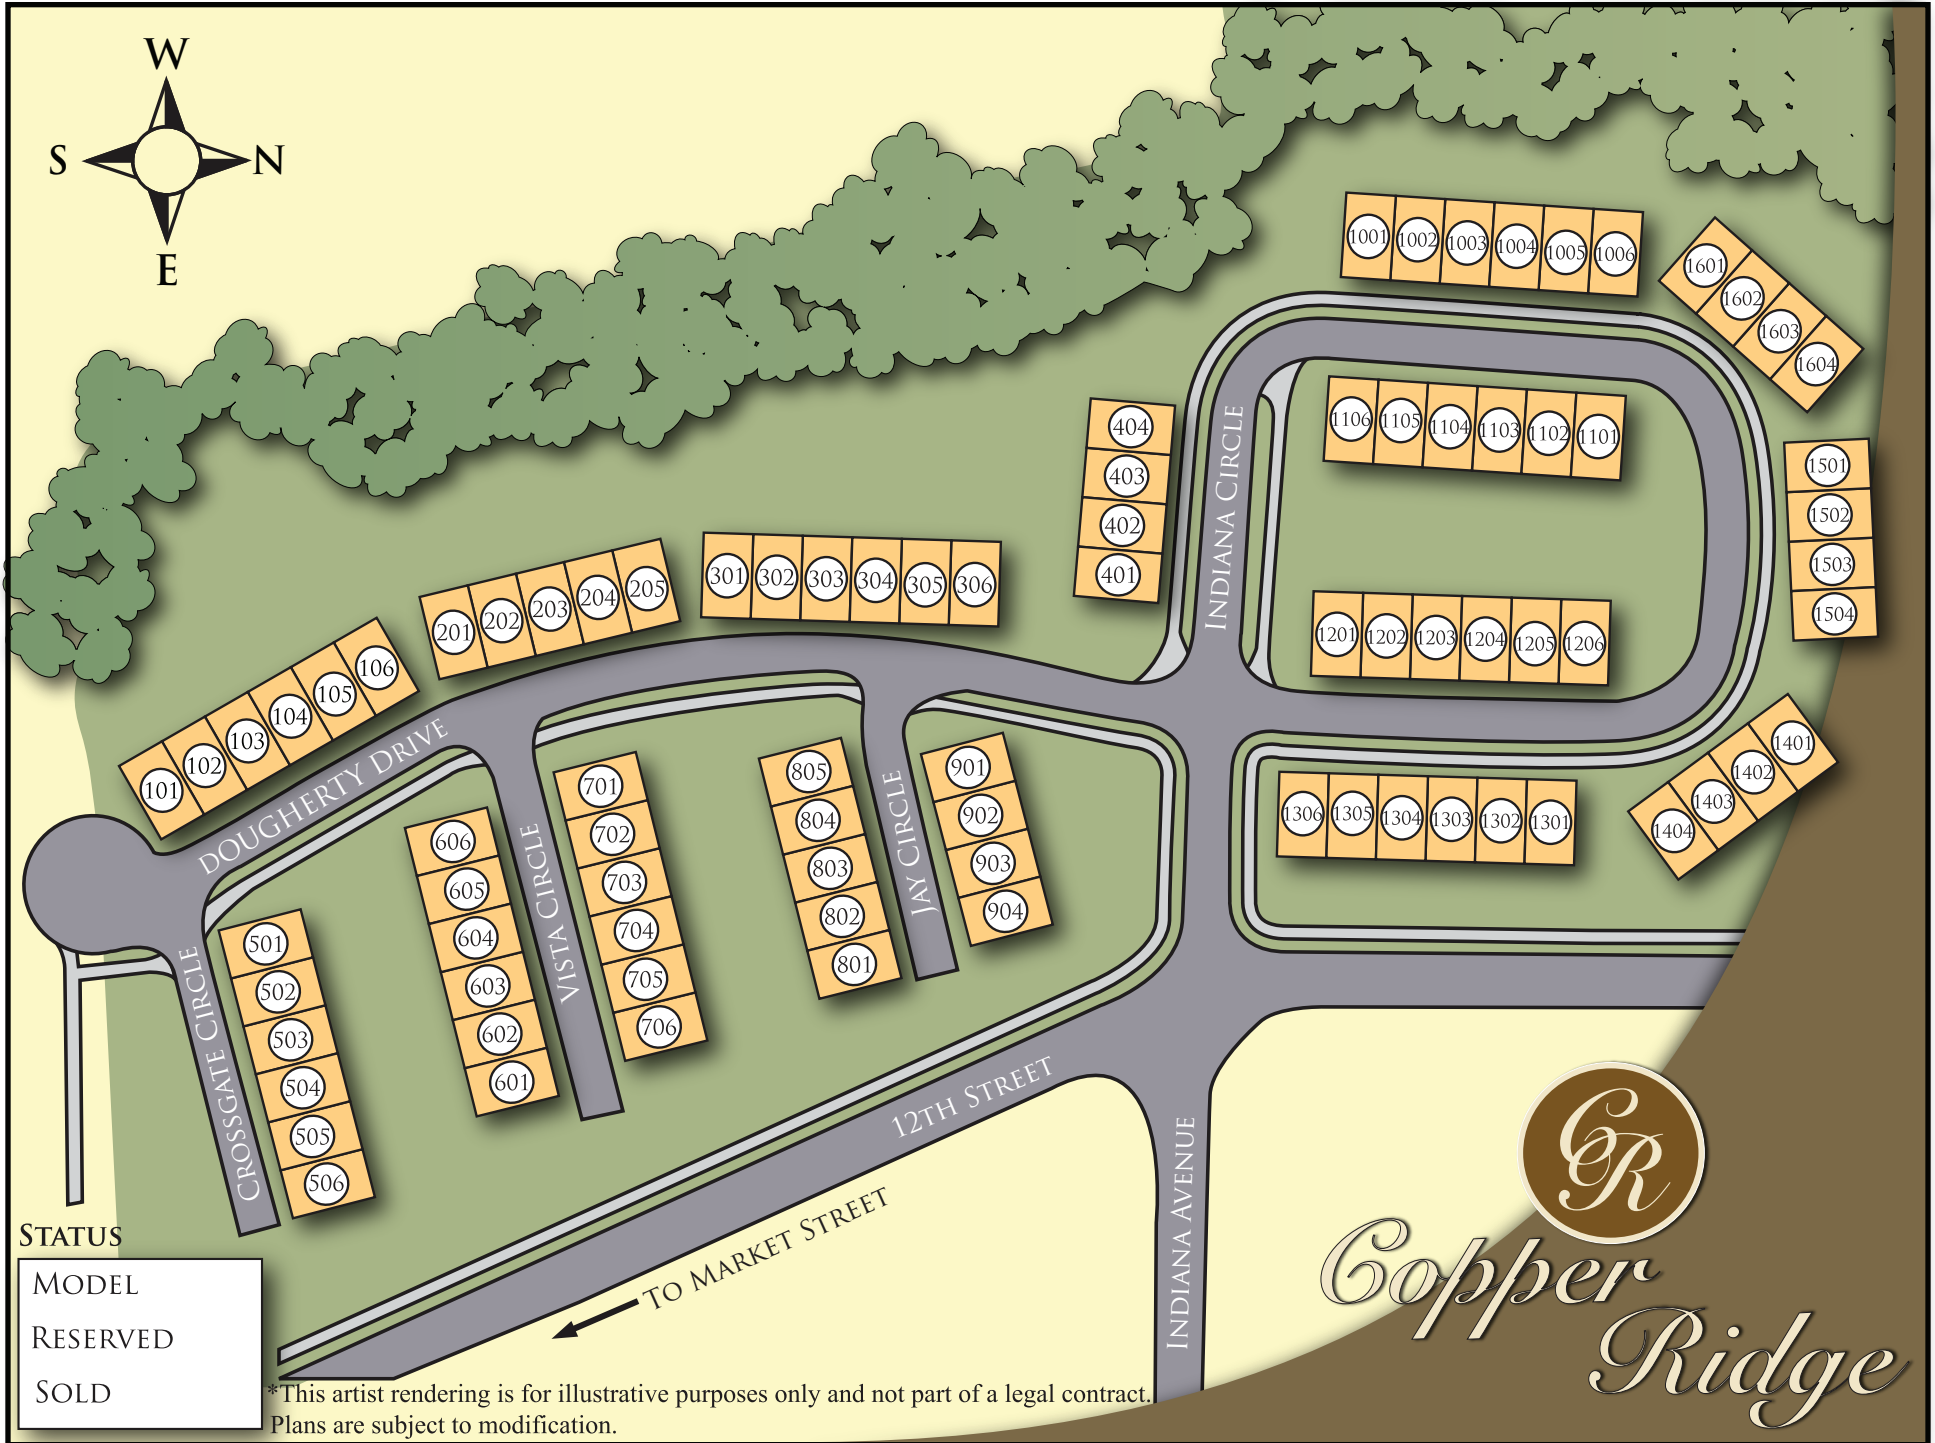 W
S
N
E
1001 1002 1003 1004 1005 1006
1601
1602
1603
1604
1106 1105 1104 1103 1102 1101
404
403
402
401
INDIANA CIRCLE
1501
1502
1503
1504
301 302 303 304 305 306
201 202 203 204 205
101 102 103 104 105 106
1201 1202 1203 1204 1205 1206
DOUGHERTY DRIVE
1401
1402
1403
1404
1306 1305 1304 1303 1302 1301
701
702
703
704
705
706
805
804
803
802
801
JAY CIRCLE
901
902
903
904
606
605
604
603
602
601
VISTA CIRCLE
501
502
503
504
505
506
CROSSGATE CIRCLE
12TH STREET
TO MARKET STREET
INDIANA AVENUE
CR
Copper
Ridge
STATUS
MODEL
RESERVED
SOLD
*This artist rendering is for illustrative purposes only and not part of a legal contract.
Plans are subject to modification.